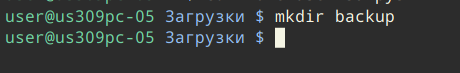 user@us309pc-05 Загрузки $ mkdir backup
user@us309pc-05 Загрузки $